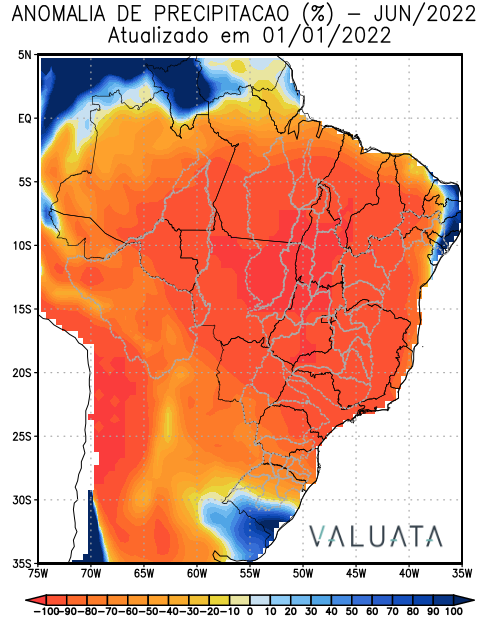 ANOMALIA DE PRECIPITACAO (%) – JUN/2022
Atualizado em 01/01/2022
5N
EQ
5S
10S
15S
20S
25S
30S
35S
VALUATA
75W 70W 65W 60W 55W 50W 45W 40W 35W
-100 -90 -80 -70 -60 -50 -40 -30 -20 -10 0 10 20 30 40 50 60 70 80 90 100